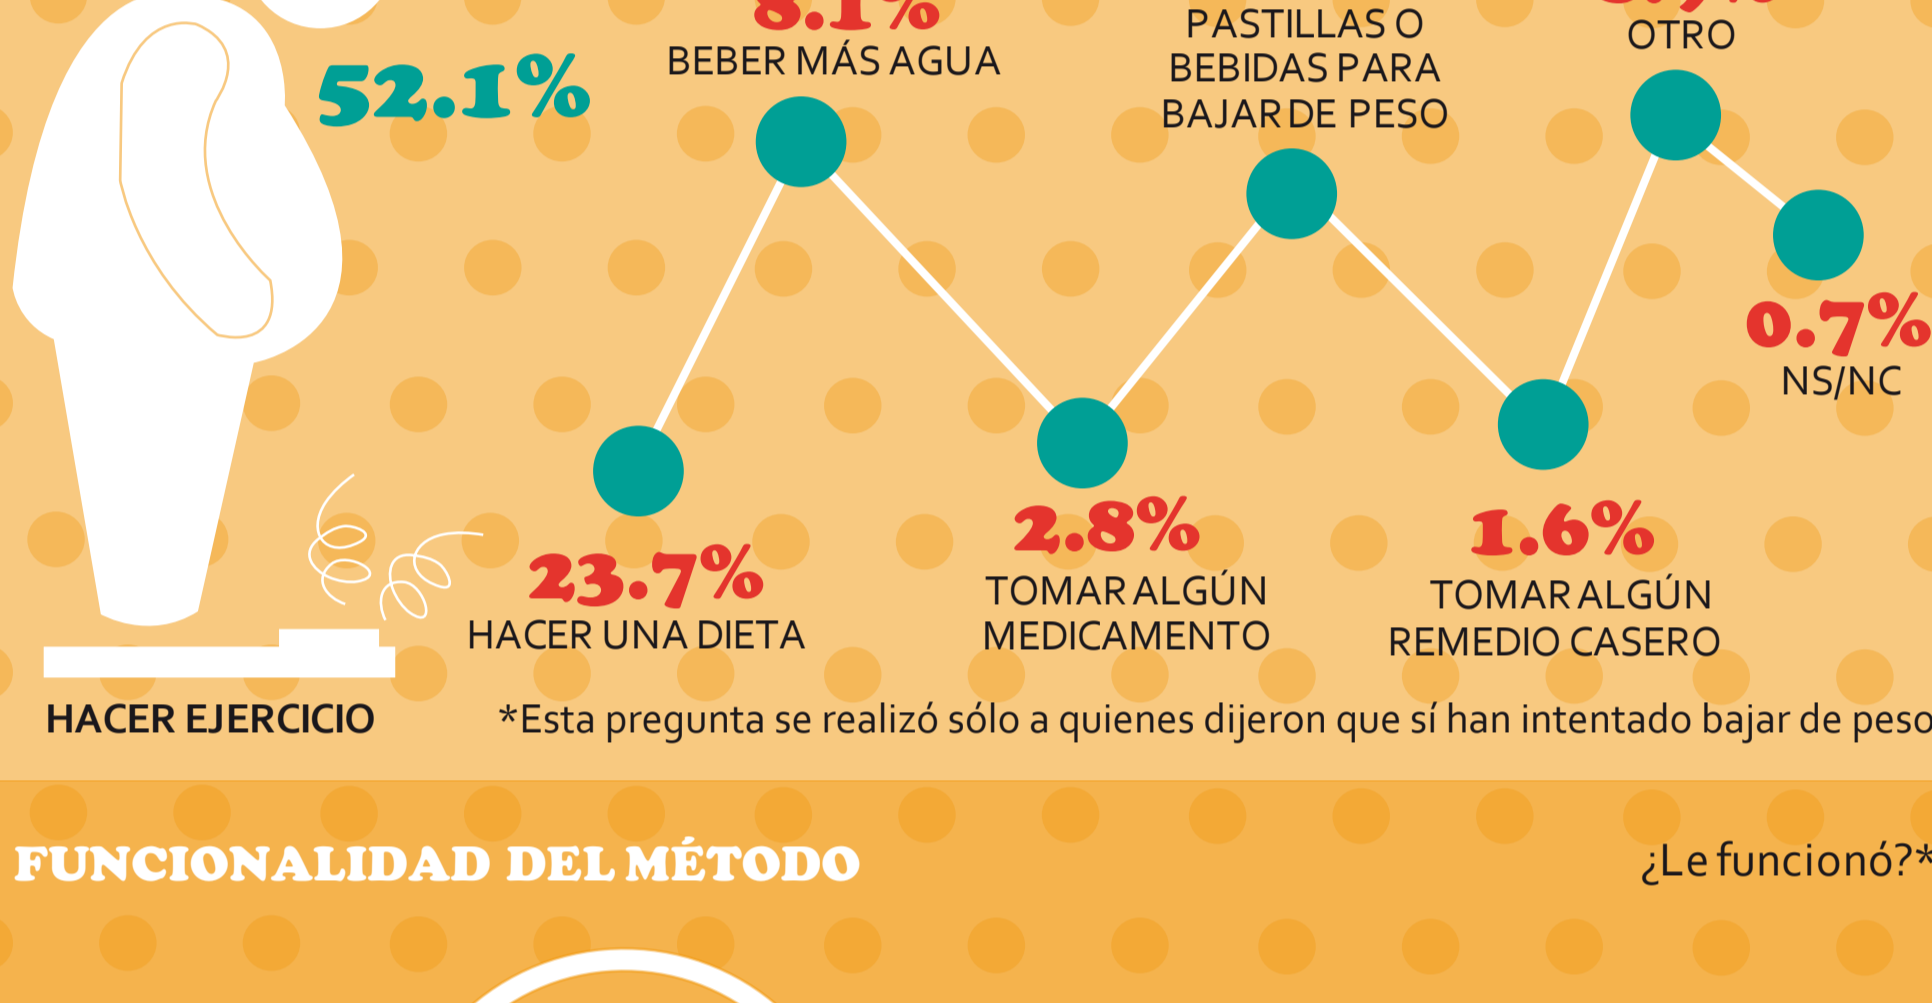 52.1%
HACER EJERCICIO
8.1%
BEBER MÁS AGUA
PASTILLAS O
BEBIDAS PARA
BAJAR DE PESO
OTRO
0.7%
NS/NC
23.7%
HACER UNA DIETA
2.8%
TOMAR ALGÚN
MEDICAMENTO
1.6%
TOMAR ALGÚN
REMEDIO CASERO
*Esta pregunta se realizó sólo a quienes dijeron que sí han intentado bajar de peso
FUNCIONALIDAD DEL MÉTODO
¿Le funcionó?*